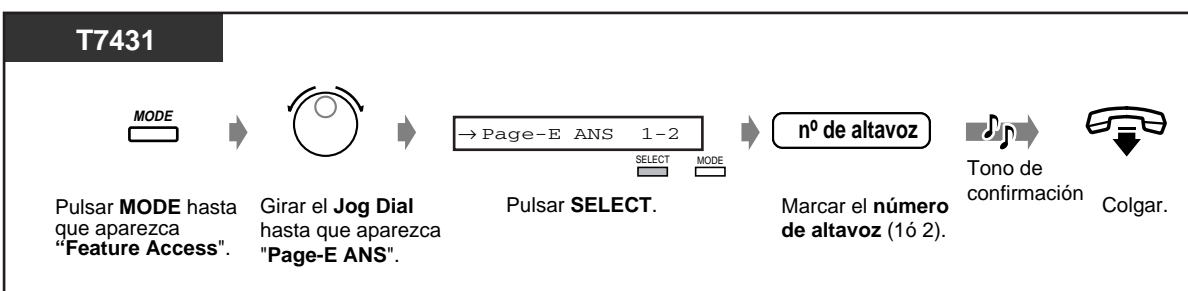 T7431
MODE
→Page-E ANS 1-2
SELECT MODE
nº de altavoz
Pulsar MODE hasta
que aparezca
“Feature Access".
Girar el Jog Dial
hasta que aparezca
"Page-E ANS".
Pulsar SELECT.
Marcar el número
de altavoz (1ó 2).
Tono de
confirmación
Colgar.